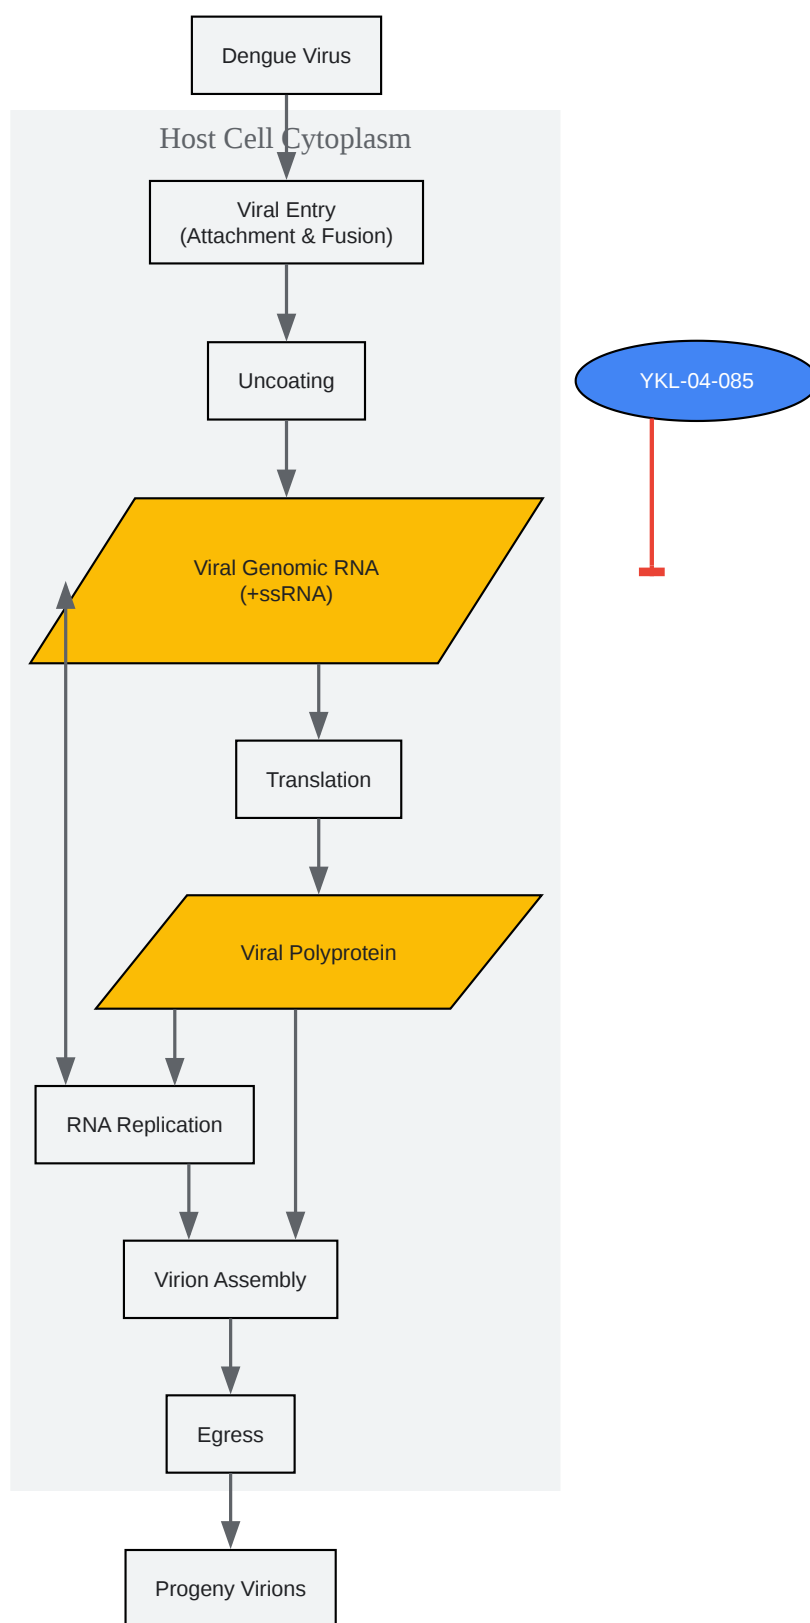 Dengue Virus
Host Cell Cytoplasm
Viral Entry
(Attachment & Fusion)
Uncoating
YKL-04-085
Viral Genomic RNA
(+ssRNA)
Translation
Viral Polyprotein
RNA Replication
Virion Assembly
Egress
Progeny Virions